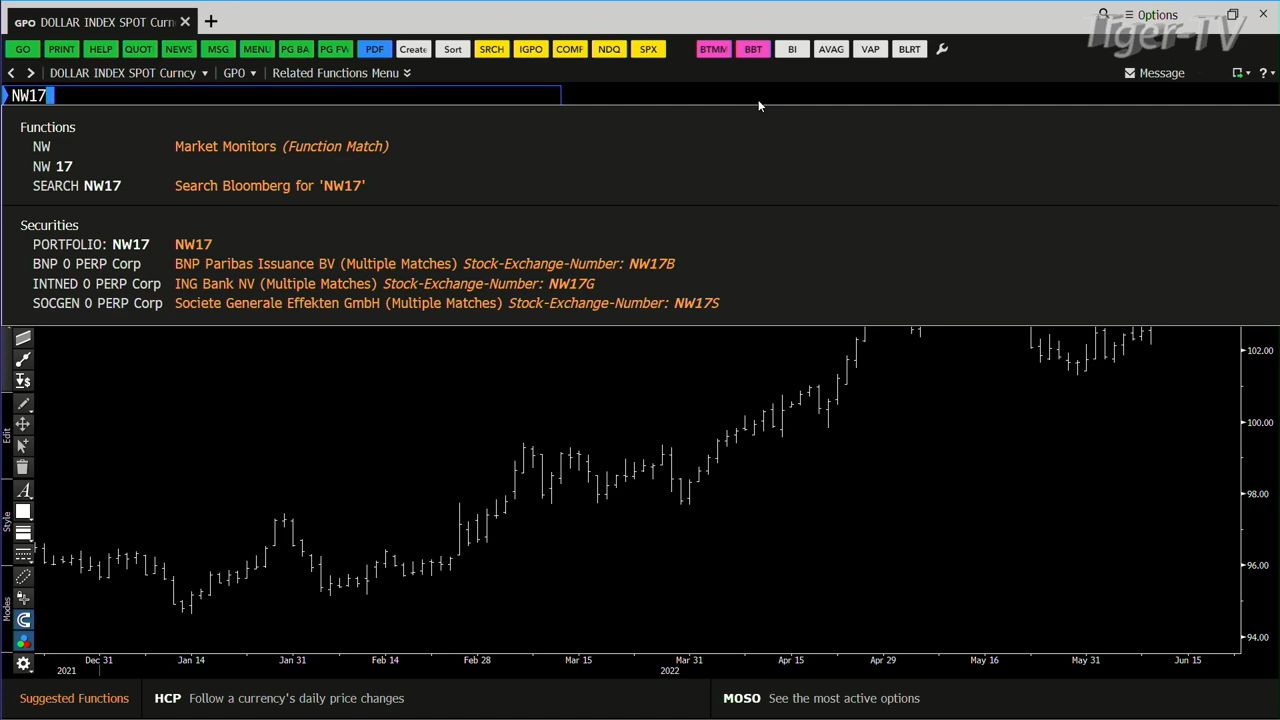 GPO DOLLAR INDEX SPOT Curn
Options
Tiger-TV
GO PRINT HELP QUOT NEWS MSG MENU PG BA PG FW PDF Create Sort SRCH IGPO COMF NDQ SPX BTMM BBT BI AVAG VAP BLRT
DOLLAR INDEX SPOT Curncy GPO Related Functions Menu Message ?
NW17
Functions
NW Market Monitors (Function Match)
NW 17
SEARCH NW17 Search Bloomberg for 'NW17'
Securities
PORTFOLIO: NW17 NW17
BNP 0 PERP Corp BNP Paribas Issuance BV (Multiple Matches) Stock-Exchange-Number: NW17B
INTNED 0 PERP Corp ING Bank NV (Multiple Matches) Stock-Exchange-Number: NW17G
SOCGEN 0 PERP Corp Societe Generale Effekten GmbH (Multiple Matches) Stock-Exchange-Number: NW17S
102.00
100.00
98.00
96.00
94.00
Edit
Style
Modes
Dec 31 Jan 14 Jan 31 Feb 14 Feb 28 Mar 15 Mar 31 Apr 15 Apr 29 May 16 May 31 Jun 15
2021 2022
Suggested Functions HCP Follow a currency's daily price changes MOSO See the most active options